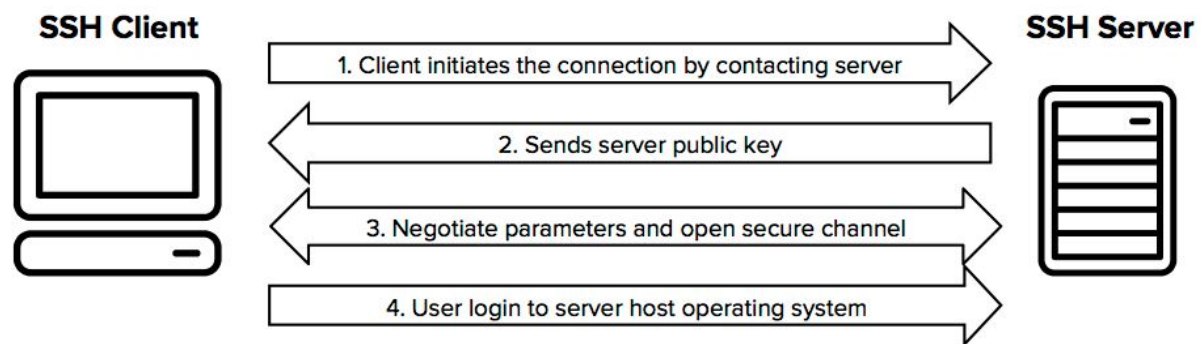 SSH Client
SSH Server
1. Client initiates the connection by contacting server
2. Sends server public key
3. Negotiate parameters and open secure channel
4. User login to server host operating system